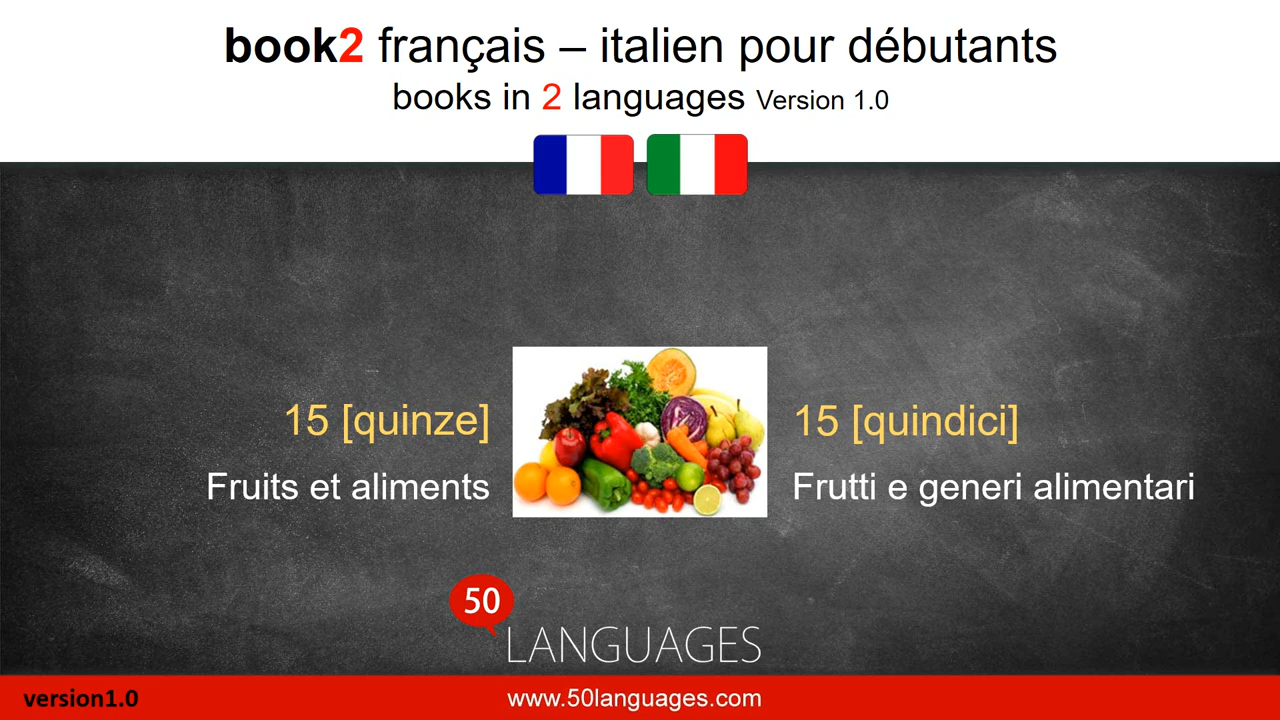 book2 français – italien pour débutants
books in 2 languages Version 1.0
15 [quinze]
Fruits et aliments
15 [quindici]
Frutti e generi alimentari
50
LANGUAGES
version1.0
www.50languages.com